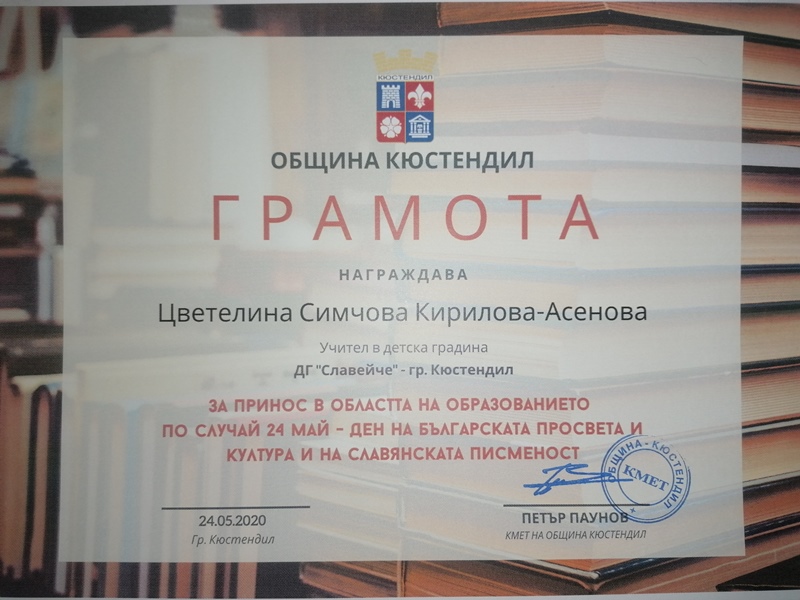 КЮСТЕНДИЛ
ОБЩИНА КЮСТЕНДИЛ
ГРАМОТА
НАГРАЖДАВА
Цветелина Симчова Кирилова-Асенова
Учител в детска градина
ДГ "Славейче" - гр. Кюстендил
ЗА ПРИНОС В ОБЛАСТТА НА ОБРАЗОВАНИЕТО
ПО СЛУЧАЙ 24 МАЙ – ДЕН НА БЪЛГАРСКАТА ПРОСВЕТА И
КУЛТУРА И НА СЛАВЯНСКАТА ПИСМЕНОСТ
ОБЩИНА - КЮСТЕНДИЛ
КМЕТ
24.05.2020
Гр. Кюстендил
ПЕТЪР ПАУНОВ
КМЕТ НА ОБЩИНА КЮСТЕНДИЛ